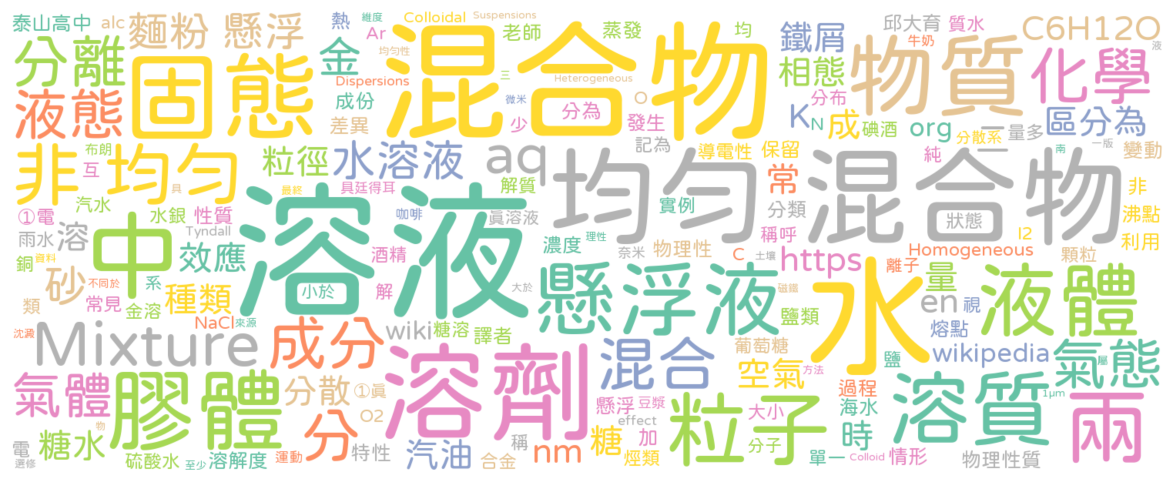 泰山高中 alc 麵粉 懸浮 熱 Colloidal Suspensions 維度
Ar 均勻性 老師 蒸發 均 邱大育 質水 牛奶 C6H12O 液
分離 固態 金 混合物 鐵屑 物質 化學
Dispersions Heterogeneous 三 相態
液態 成份 差異 微米 少 分為 O 發生 分布 K N 成 碘酒 org 一 量多 區分為
記為 分散系 一版
非均勻 布朗 互 粒徑 水溶液 aq 導電性 保留 純 南 變動
具 最終 具廷得耳 解質 均勻混合物 常 非
①電 汽水 水銀 性質 咖啡 真溶液 實例 分類 狀態 沸點
雨水 溶 中 Tyndall 溶液 理性 稱呼 I2 利用
銅 資料 效應 酒精 濃度 奈米 物理性 C 土壤 離子 Homogeneous 顆粒
不同於 砂 系 小於 解 大於 懸浮液 https 水 量 en 視 液體
類 常見 金溶 種類 磁鐵 鹽類 熔點
沈澱 NaCl 來源 wiki 糖溶 譯者 鹽 wikipedia
Mixture 成分 溶劑 混合 葡萄糖 方法 氣態 屬
氣體 膠體 分散 ①真 空氣 過程 1μm
物 O2 懸浮 豆漿 糖 大小 海水 溶質 兩
糖水 分 effect 加 粒子 分子 時
電 選修 硫酸水 至少 溶解度 運動 特性 汽油 稱 合金 nm 烴類 單一 Colloid 情形 物理性質